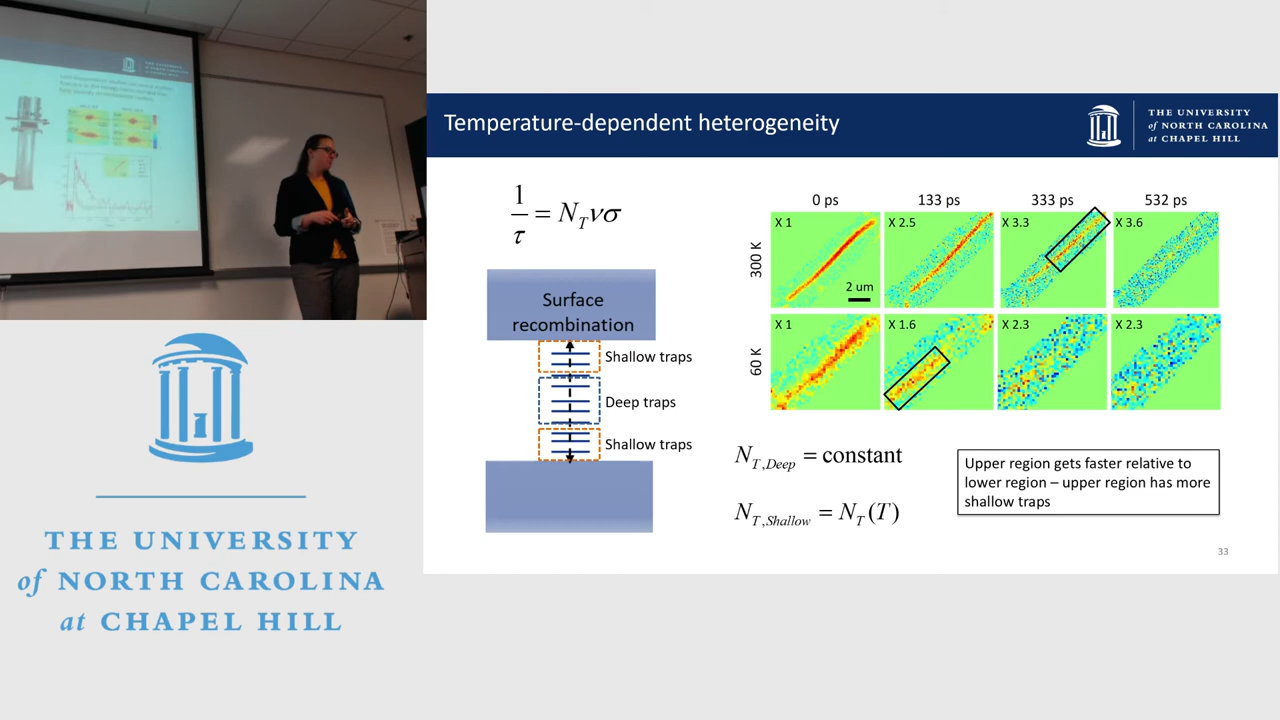 Temperature-dependent heterogeneity
THE UNIVERSITY
of NORTH CAROLINA
at CHAPEL HILL
1/τ = N_T νσ
Surface
recombination
Shallow traps
Deep traps
Shallow traps
0 ps 133 ps 333 ps 532 ps
300 K
X 1 X 2.5 X 3.3 X 3.6
2 um
60 K
X 1 X 1.6 X 2.3 X 2.3
N_T,Deep = constant
N_T,Shallow = N_T(T)
Upper region gets faster relative to
lower region – upper region has more
shallow traps
33
THE UNIVERSITY
of NORTH CAROLINA
at CHAPEL HILL